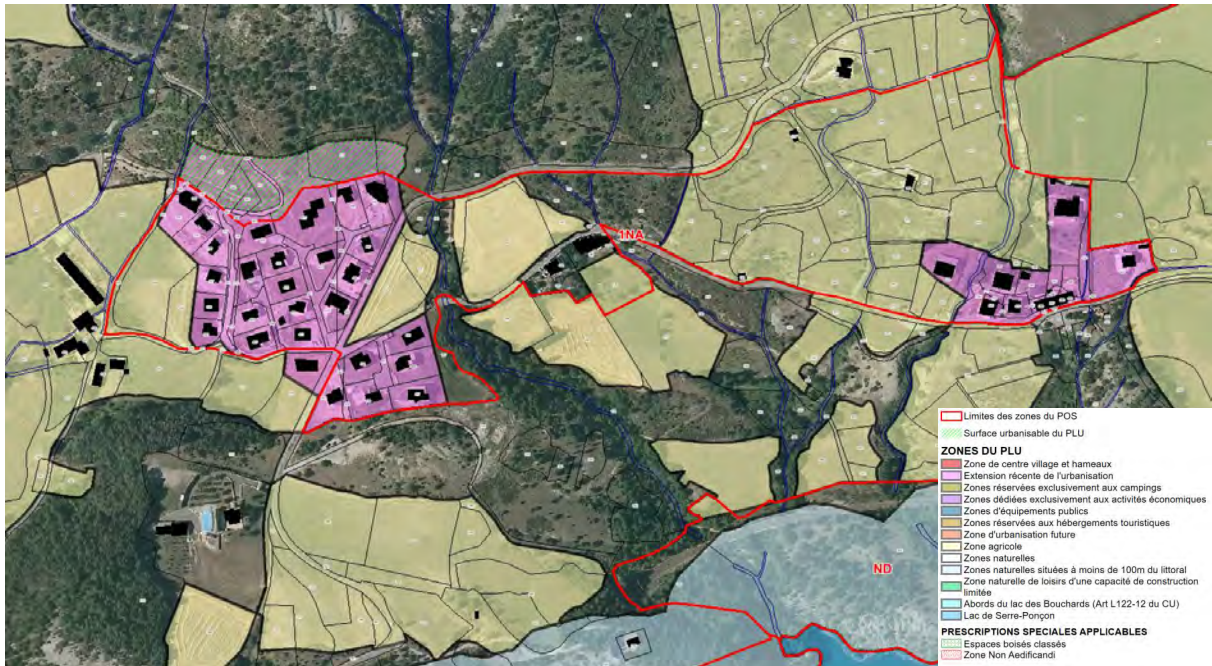 1NA
ND
Limites des zones du POS
Surface urbanisable du PLU
ZONES DU PLU
Zone de centre village et hameaux
Extension récente de l'urbanisation
Zones réservées exclusivement aux campings
Zones dédiées exclusivement aux activités économiques
Zones d'équipements publics
Zones réservées aux hébergements touristiques
Zone d'urbanisation future
Zone agricole
Zones naturelles
Zones naturelles situées à moins de 100m du littoral
Zone naturelle de loisirs d'une capacité de construction
limitée
Abords du lac des Bouchards (Art L122-12 du CU)
Lac de Serre-Ponçon
PRESCRIPTIONS SPECIALES APPLICABLES
Espaces boisés classés
Zone Non Aedificandi